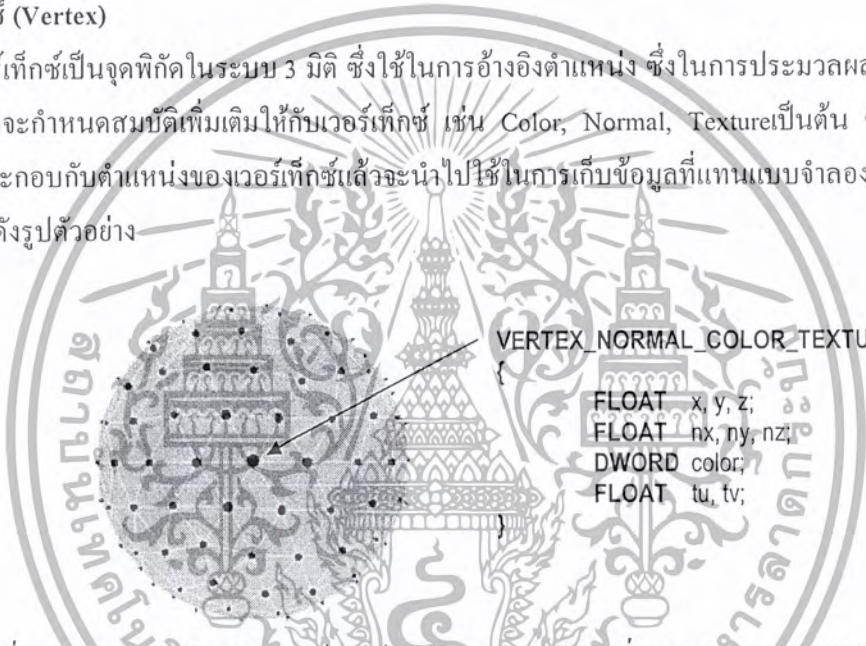 (Vertex)
ร์เท็กซ์เป็นจุดพิกัดในระบบ 3 มิติ ซึ่งใช้ในการอ้างอิงตำแหน่ง ซึ่งในการประมวลผล
จะกำหนดสมบัติเพิ่มเติมให้กับเวอร์เท็กซ์ เช่น Color, Normal, Textureเป็นต้น
ะกอบกับตำแหน่งของเวอร์เท็กซ์แล้วจะนำไปใช้ในการเก็บข้อมูลที่แทนแบบจำลอง
ดังรูปตัวอย่าง
VERTEX_NORMAL_COLOR_TEXTU
{
FLOAT x, y, z;
FLOAT nx, ny, nz;
DWORD color;
FLOAT tu, tv;
}